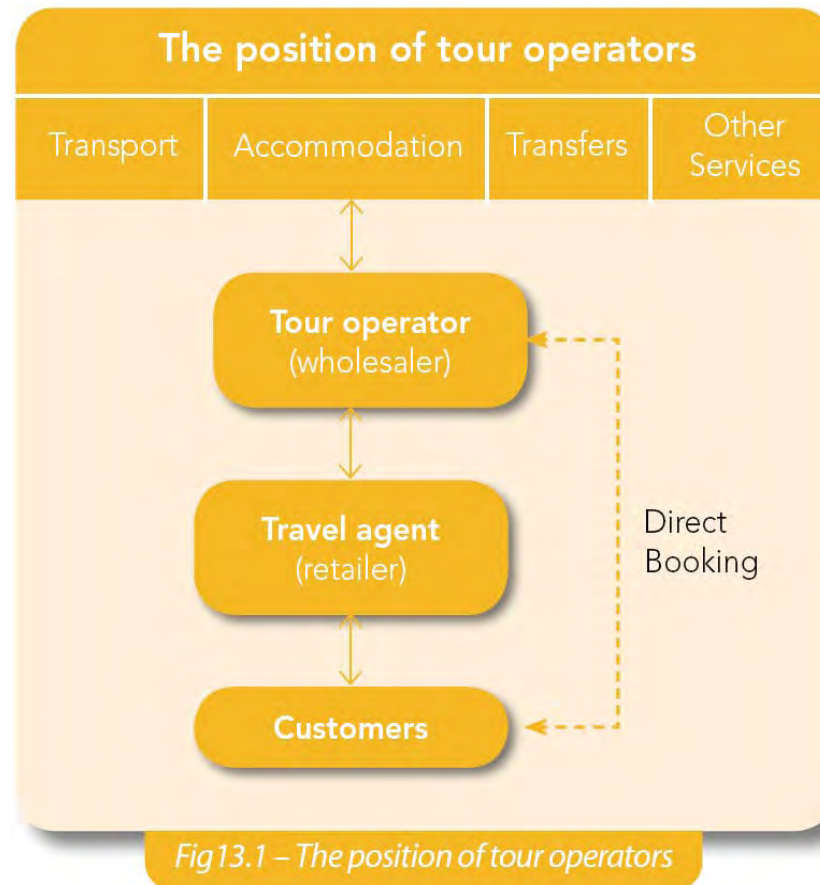 The position of tour operators
Transport
Accommodation
Transfers
Other
Services
Tour operator
(wholesaler)
Travel agent
(retailer)
Direct
Booking
Customers
Fig13.1 – The position of tour operators